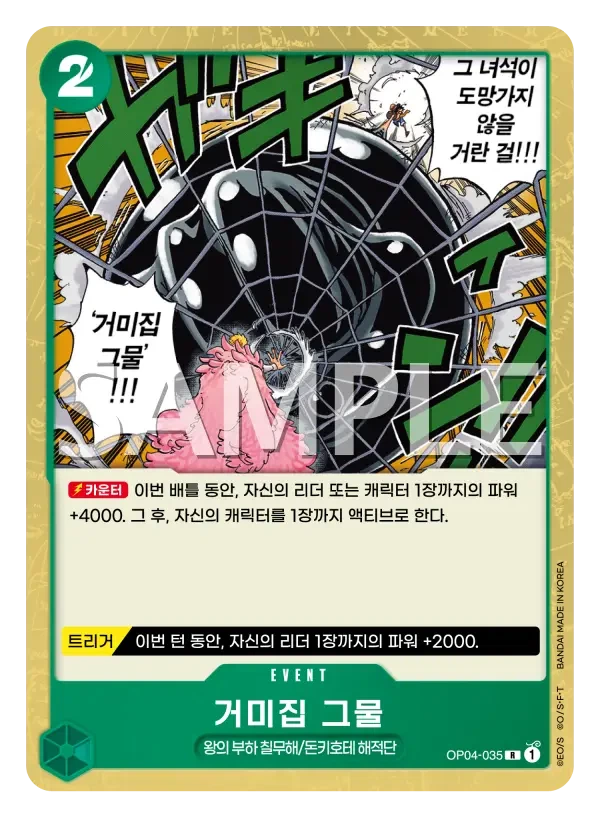 2
그 녀석이
도망가지
않을
거란 걸!!!
'거미집
그물'
!!!
SAMPLE
카운터 이번 배틀 동안, 자신의 리더 또는 캐릭터 1장까지의 파워
+4000. 그 후, 자신의 캐릭터를 1장까지 액티브로 한다.
트리거 이번 턴 동안, 자신의 리더 1장까지의 파워 +2000.
EVENT
거미집 그물
왕의 부하 칠무해/돈키호테 해적단
OP04-035 R 1
©EO/S ©O/S·F·T BANDAI MADE IN KOREA